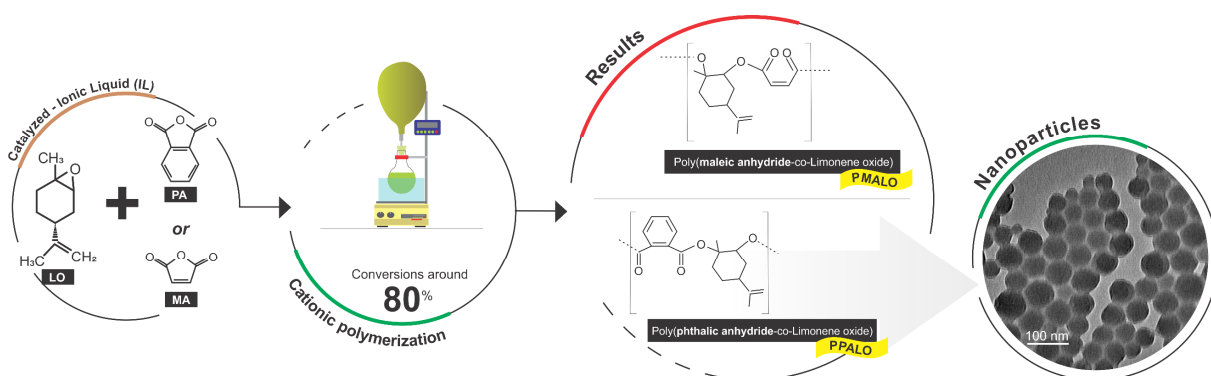 Catalyzed - Ionic Liquid (IL)
CH₃
O
H₃C
CH₂
LO
+
O
O
O
PA
or
O
O
O
MA
Conversions around
80%
Cationic polymerization
Results
O
O
O
O
Poly(maleic anhydride-co-Limonene oxide)
PMALO
O
O
O
O
Poly(phthalic anhydride-co-Limonene oxide)
PPALO
Nanoparticles
100 nm